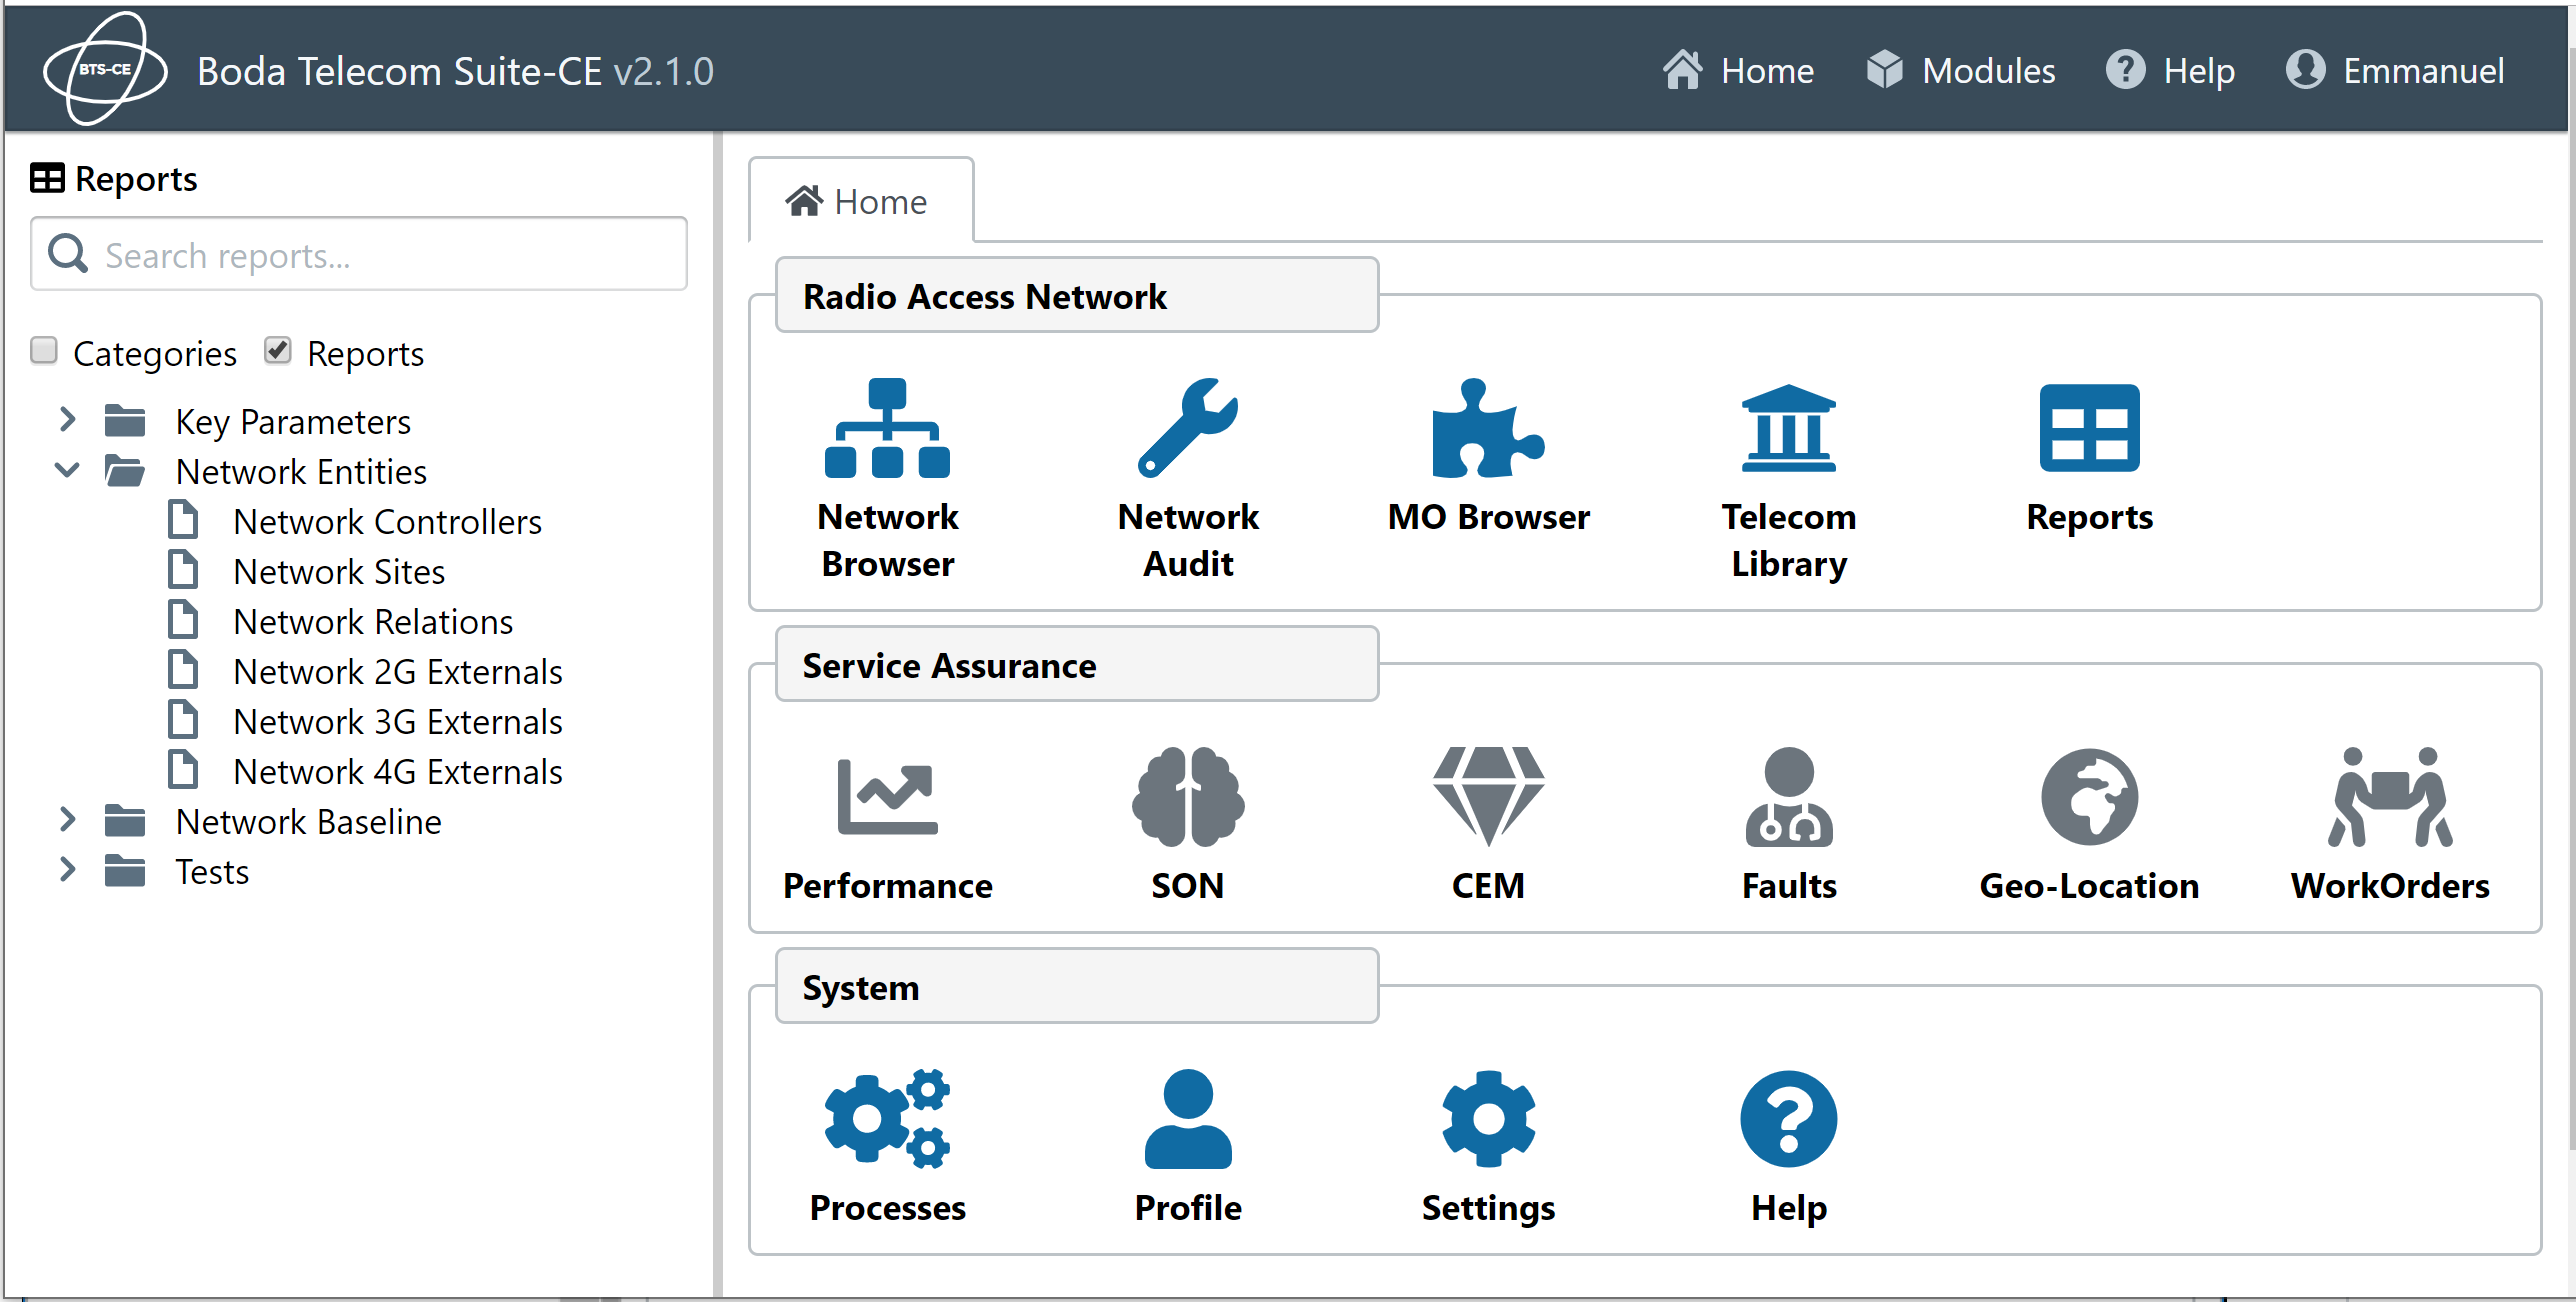 BTS-CE
Boda Telecom Suite-CE v2.1.0
Home
Modules
Help
Emmanuel
Reports
Search reports...
Categories
Reports
Key Parameters
Network Entities
Network Controllers
Network Sites
Network Relations
Network 2G Externals
Network 3G Externals
Network 4G Externals
Network Baseline
Tests
Home
Radio Access Network
Network
Browser
Network
Audit
MO Browser
Telecom
Library
Reports
Service Assurance
Performance
SON
CEM
Faults
Geo-Location
WorkOrders
System
Processes
Profile
Settings
Help